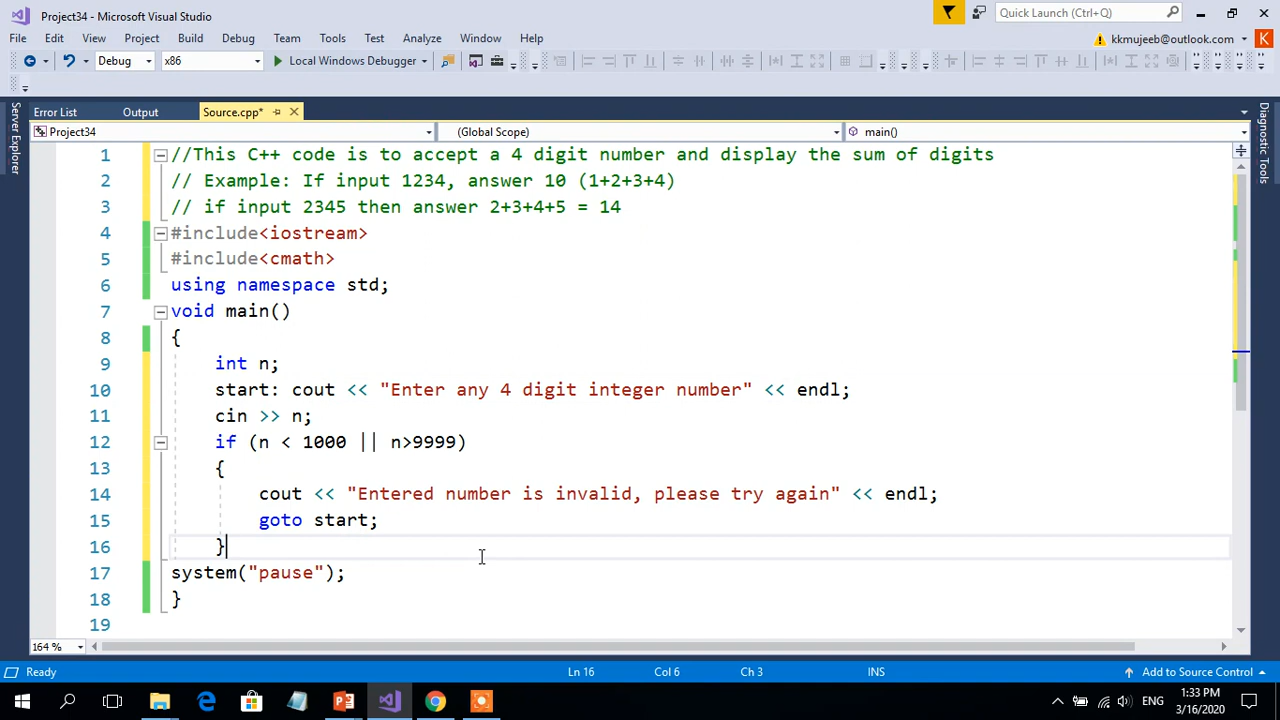 Project34 - Microsoft Visual Studio
Quick Launch (Ctrl+Q)
File Edit View Project Build Debug Team Tools Test Analyze Window Help
kkmujeeb@outlook.com K
Debug x86 Local Windows Debugger
Server Explorer
Error List Output Source.cpp*
Project34 (Global Scope) main()
Diagnostic Tools
1 //This C++ code is to accept a 4 digit number and display the sum of digits
2 // Example: If input 1234, answer 10 (1+2+3+4)
3 // if input 2345 then answer 2+3+4+5 = 14
4 #include<iostream>
5 #include<cmath>
6 using namespace std;
7 void main()
8 {
9 int n;
10 start: cout << "Enter any 4 digit integer number" << endl;
11 cin >> n;
12 if (n < 1000 || n>9999)
13 {
14 cout << "Entered number is invalid, please try again" << endl;
15 goto start;
16 }
17 system("pause");
18 }
19
164 %
Ready Ln 16 Col 6 Ch 3 INS Add to Source Control
ENG 1:33 PM
3/16/2020